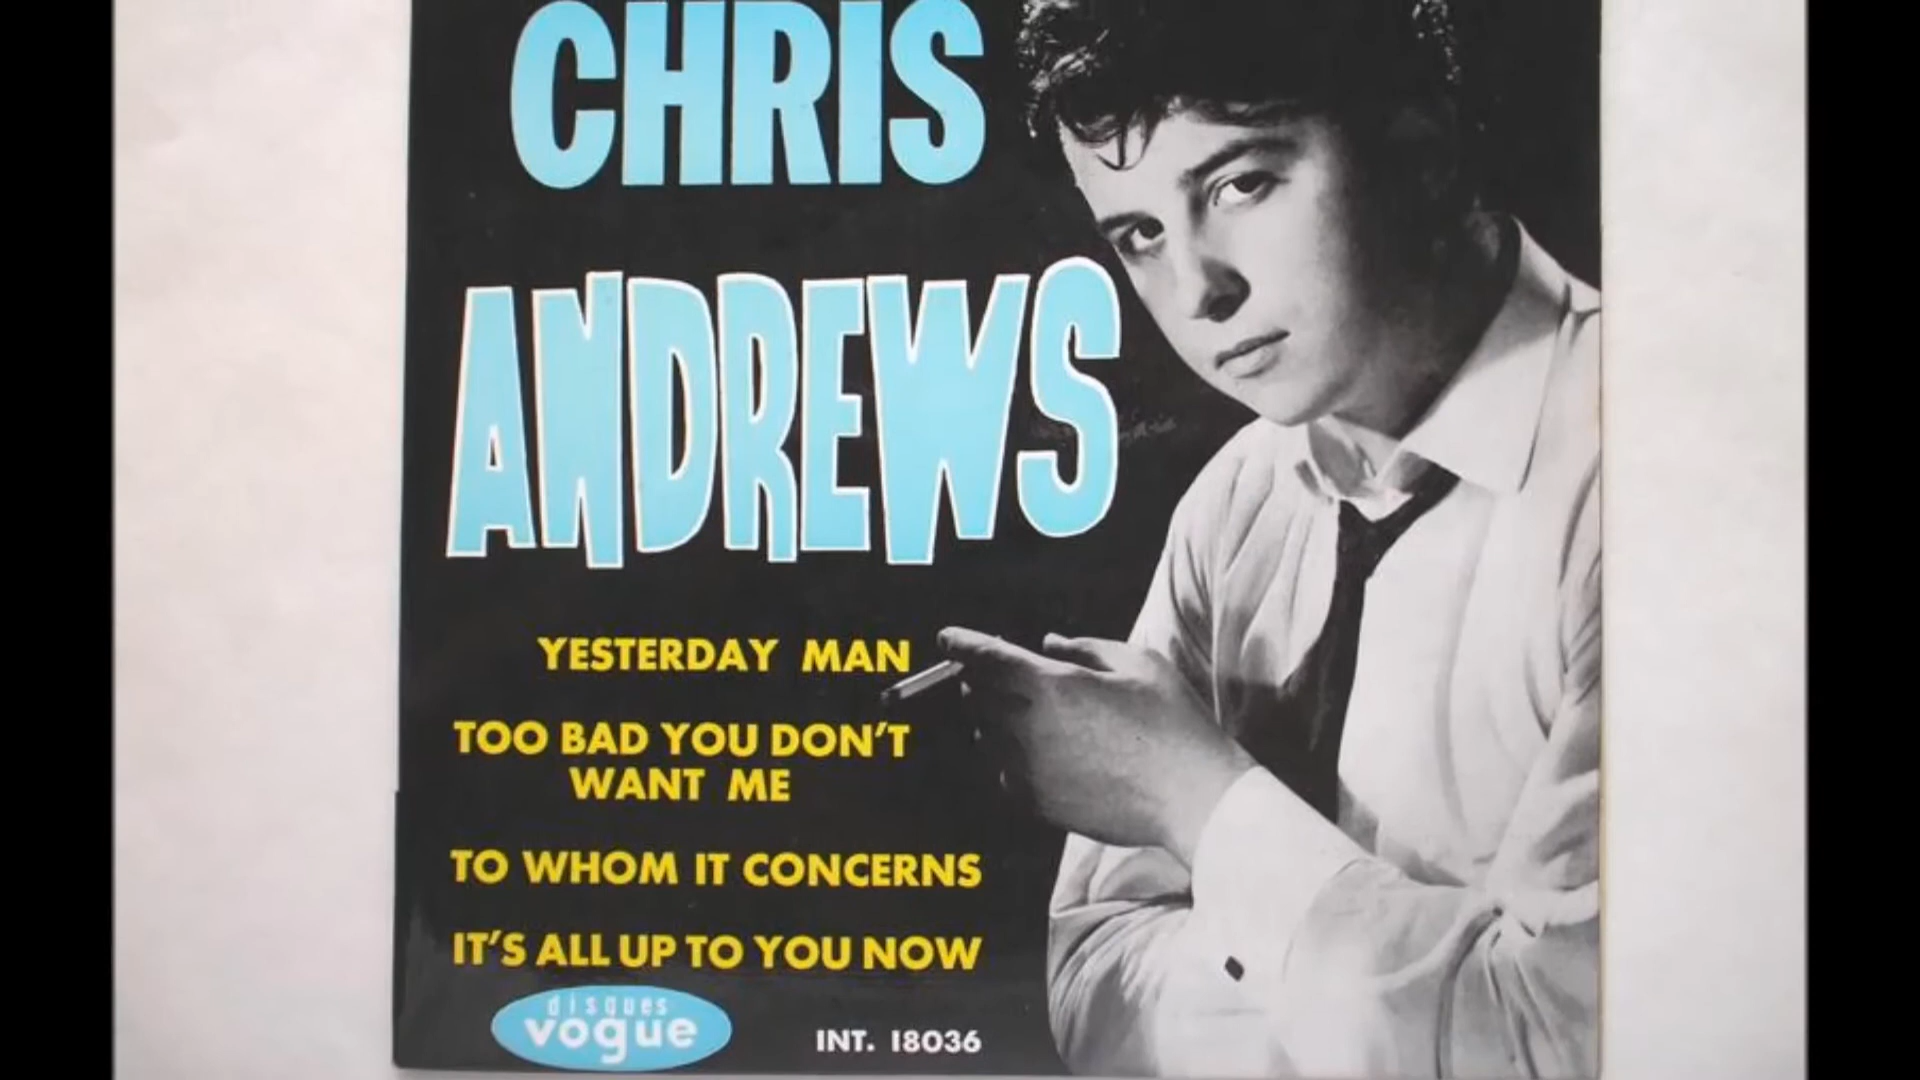 CHRIS
ANDREWS
YESTERDAY MAN
TOO BAD YOU DON'T
WANT ME
TO WHOM IT CONCERNS
IT'S ALL UP TO YOU NOW
disques
vogue
INT. 18036